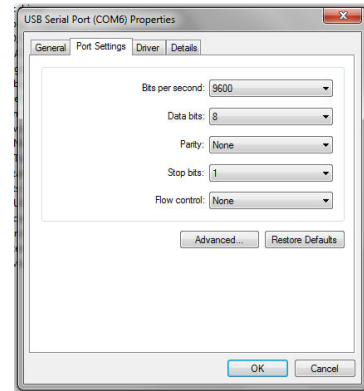 USB Serial Port (COM6) Properties
General Port Settings Driver Details
Bits per second: 9600
Data bits: 8
Parity: None
Stop bits: 1
Flow control: None
Advanced... Restore Defaults
OK Cancel